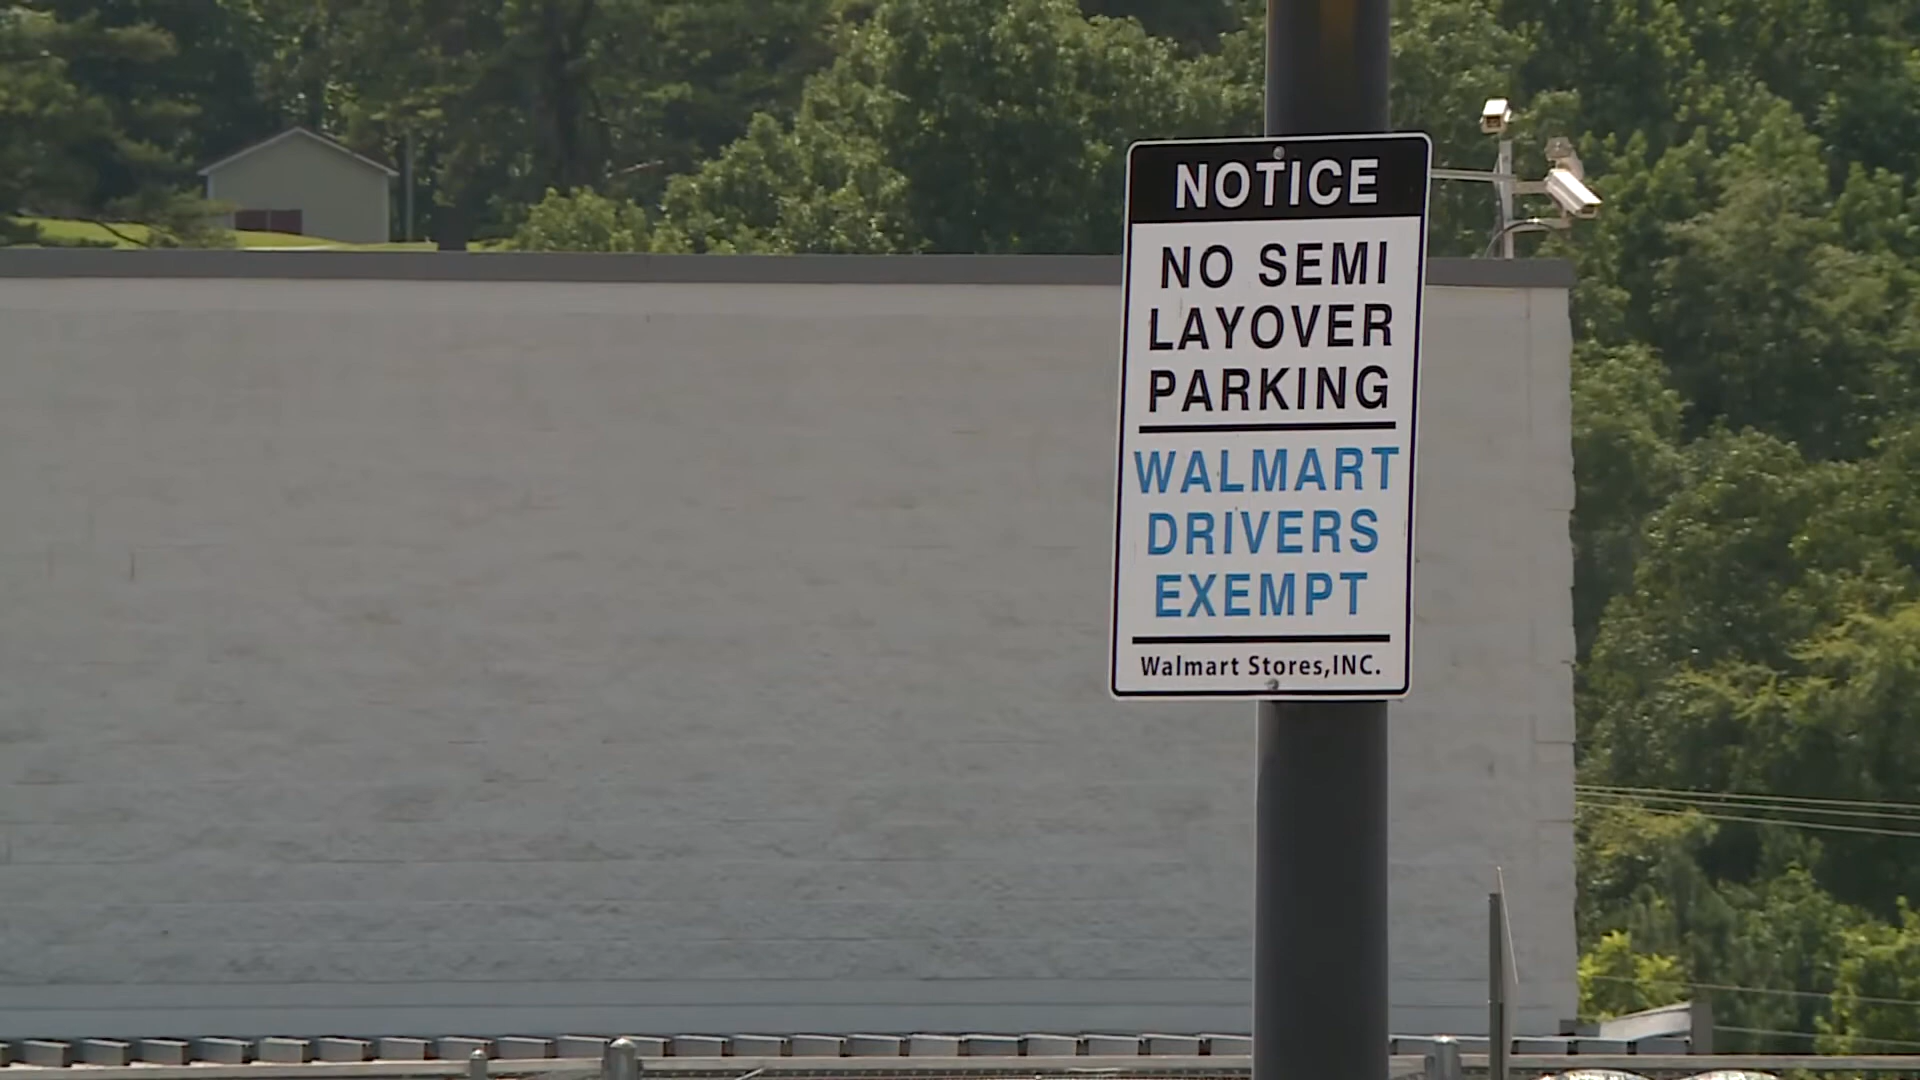 NOTICE
NO SEMI
LAYOVER
PARKING
WALMART
DRIVERS
EXEMPT
Walmart Stores,INC.